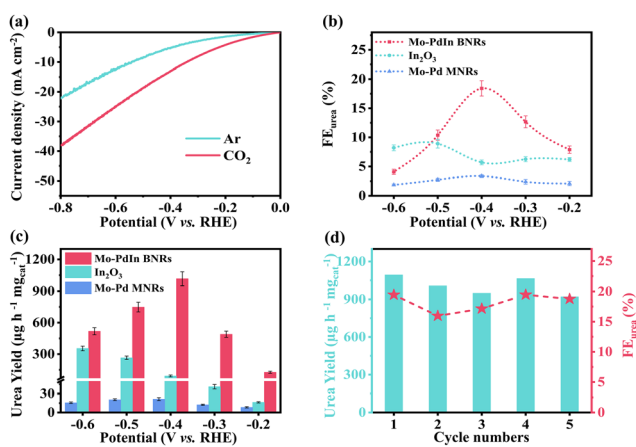 (a)
0
-10
-20
-30
-40
-50
Current density (mA cm⁻²)
Ar
CO₂
-0.8
-0.6
-0.4
-0.2
0.0
Potential (V vs. RHE)
(b)
25
20
15
10
5
0
FEurea (%)
Mo-PdIn BNRs
In₂O₃
Mo-Pd MNRs
-0.6
-0.5
-0.4
-0.3
-0.2
Potential (V vs. RHE)
(c)
1200
900
600
300
30
0
Urea Yield (μg h⁻¹ mgcat⁻¹)
Mo-PdIn BNRs
In₂O₃
Mo-Pd MNRs
-0.6
-0.5
-0.4
-0.3
-0.2
Potential (V vs. RHE)
(d)
1200
900
600
300
0
Urea Yield (μg h⁻¹ mgcat⁻¹)
25
20
15
10
5
0
FEurea (%)
1
2
3
4
5
Cycle numbers